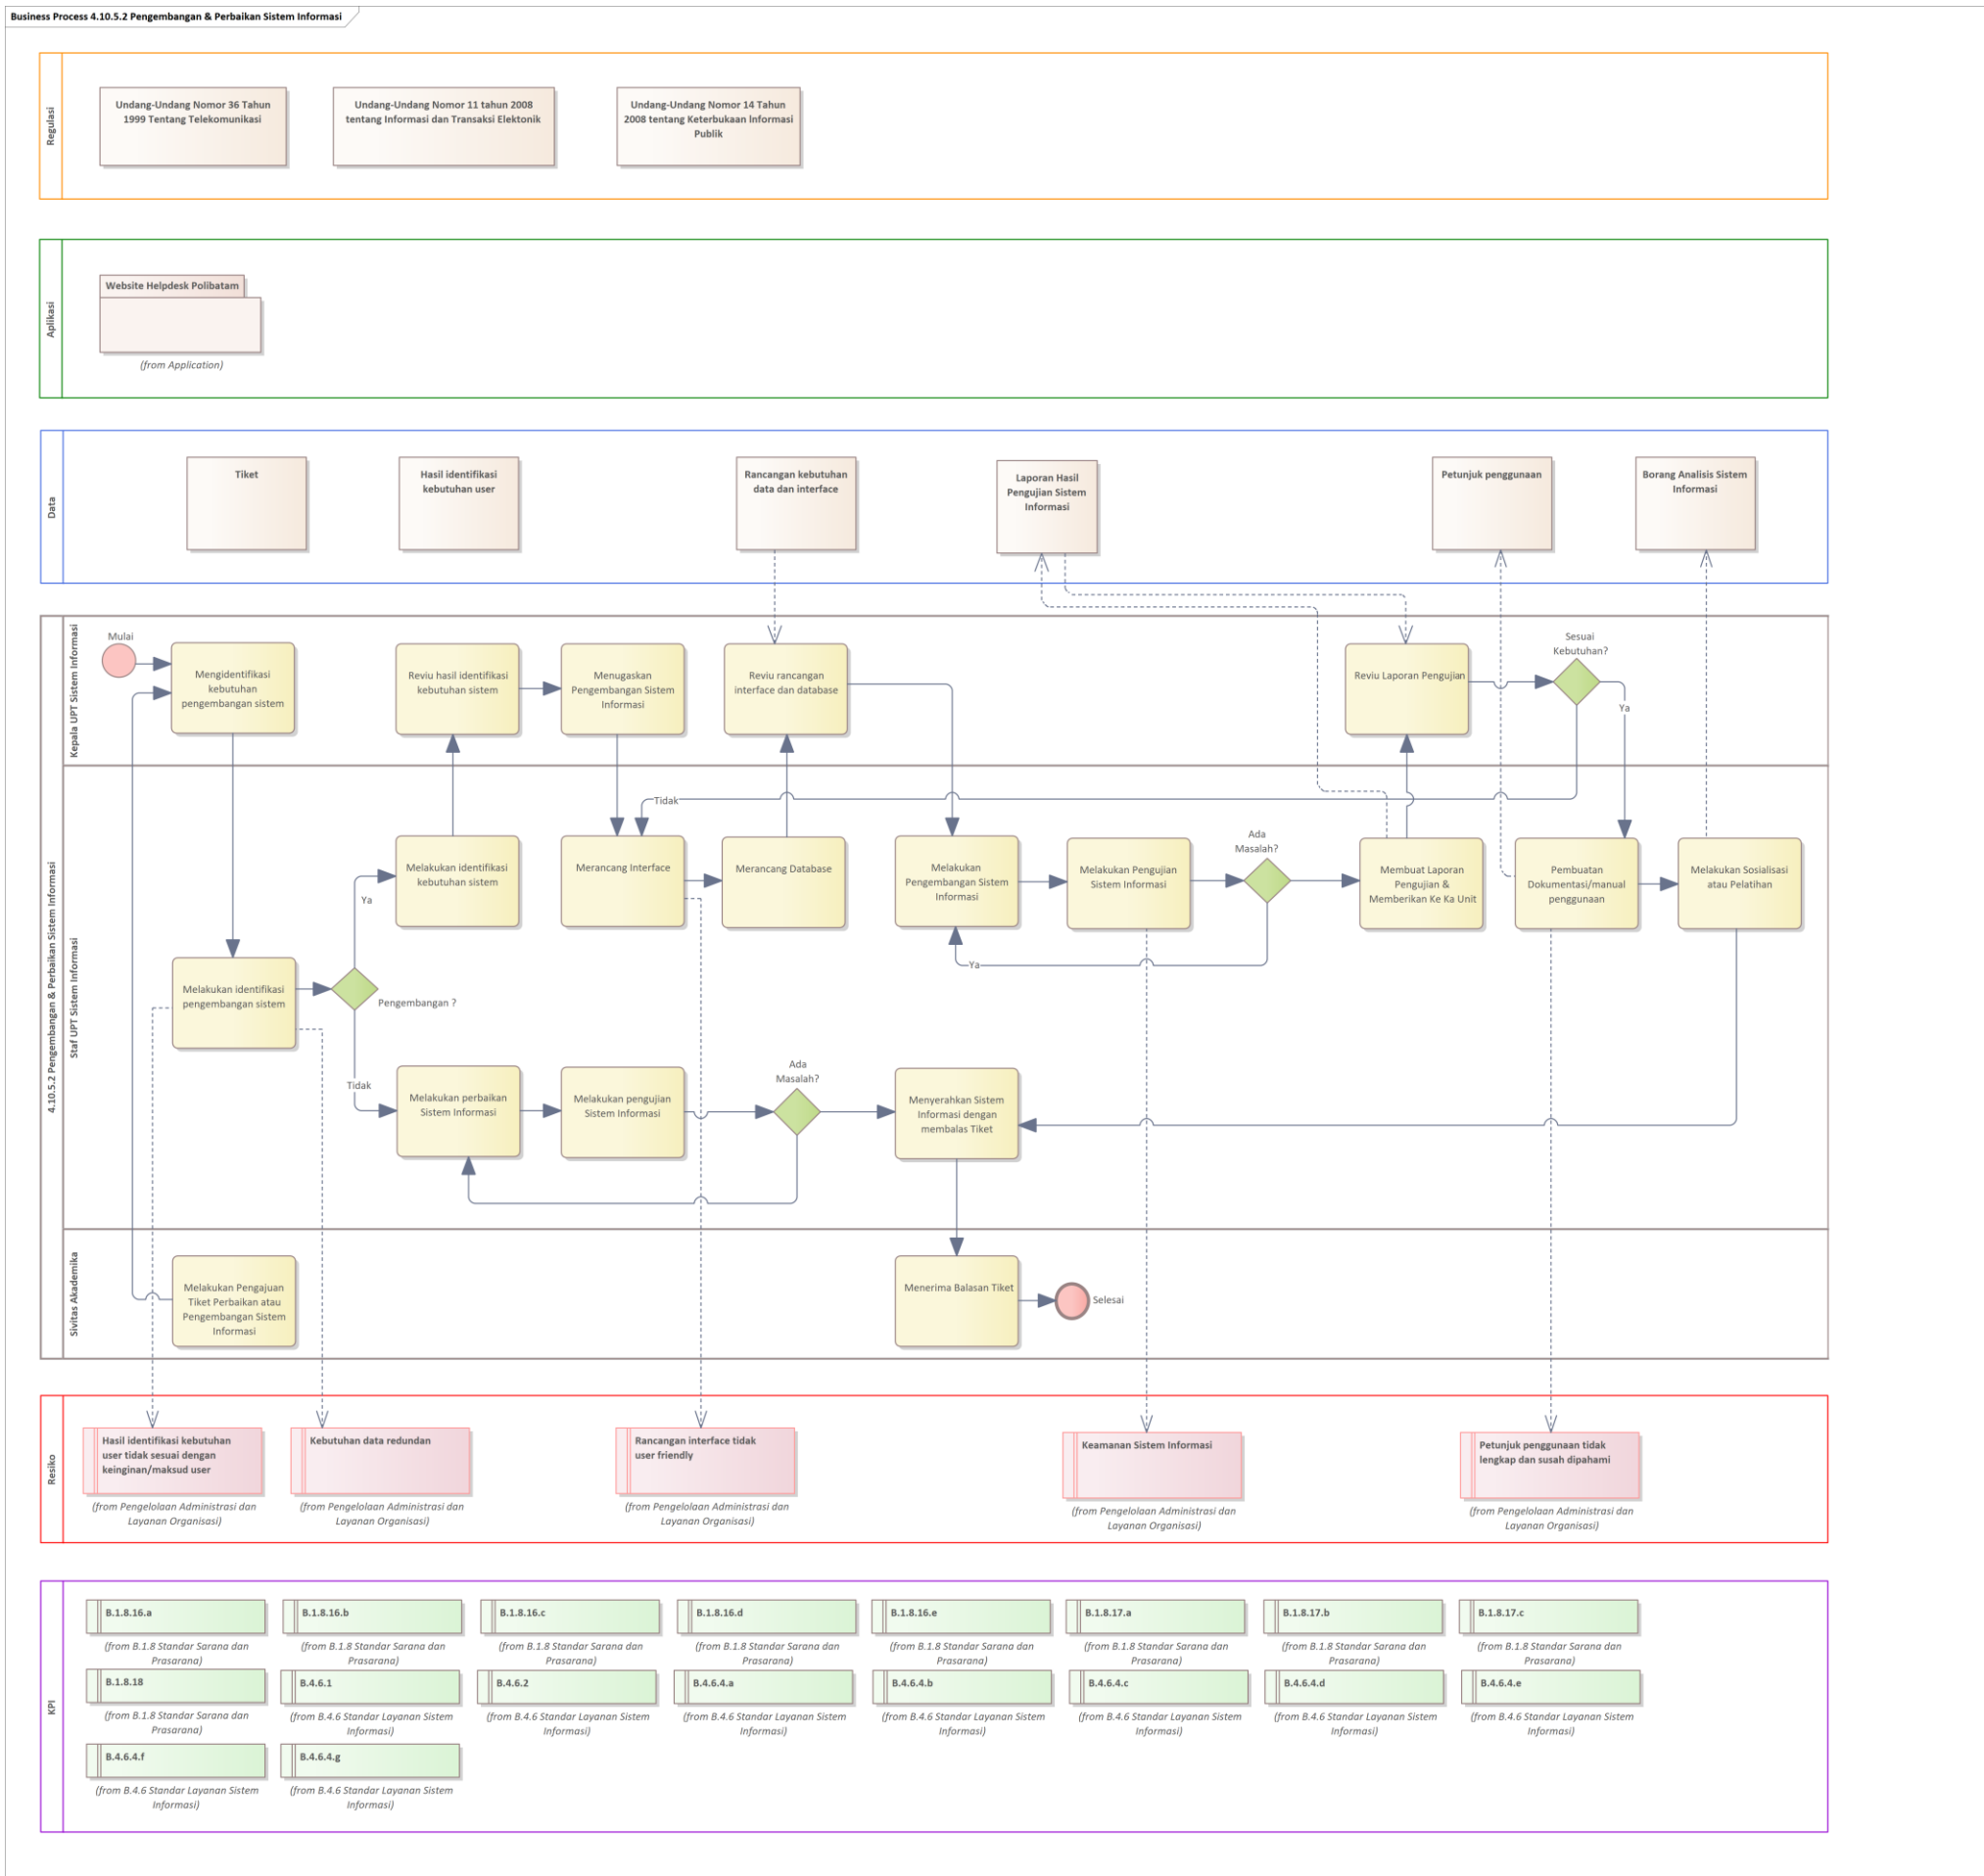 Business Process 4.10.5.2 Pengembangan & Perbaikan Sistem Informasi
Regulasi
Undang-Undang Nomor 36 Tahun
1999 Tentang Telekomunikasi
Undang-Undang Nomor 11 tahun 2008
tentang Informasi dan Transaksi Elektonik
Undang-Undang Nomor 14 Tahun
2008 tentang Keterbukaan Informasi
Publik
Aplikasi
Website Helpdesk Polibatam
(from Application)
Data
Tiket
Hasil identifikasi
kebutuhan user
Rancangan kebutuhan
data dan interface
Laporan Hasil
Pengujian Sistem
Informasi
Petunjuk penggunaan
Borang Analisis Sistem
Informasi
4.10.5.2 Pengembangan & Perbaikan Sistem Informasi
Kepala UPT Sistem Informasi
Mulai
Mengidentifikasi
kebutuhan
pengembangan sistem
Reviu hasil identifikasi
kebutuhan sistem
Menugaskan
Pengembangan Sistem
Informasi
Reviu rancangan
interface dan database
Reviu Laporan Pengujian
Sesuai
Kebutuhan?
Ya
Staf UPT Sistem Informasi
Tidak
Melakukan identifikasi
kebutuhan sistem
Merancang Interface
Merancang Database
Melakukan
Pengembangan Sistem
Informasi
Melakukan Pengujian
Sistem Informasi
Ada
Masalah?
Membuat Laporan
Pengujian &
Memberikan Ke Ka Unit
Pembuatan
Dokumentasi/manual
penggunaan
Melakukan Sosialisasi
atau Pelatihan
Ya
Ya
Melakukan identifikasi
pengembangan sistem
Pengembangan ?
Tidak
Melakukan perbaikan
Sistem Informasi
Melakukan pengujian
Sistem Informasi
Ada
Masalah?
Menyerahkan Sistem
Informasi dengan
membalas Tiket
Sivitas Akademika
Melakukan Pengajuan
Tiket Perbaikan atau
Pengembangan Sistem
Informasi
Menerima Balasan Tiket
Selesai
Resiko
Hasil identifikasi kebutuhan
user tidak sesuai dengan
keinginan/maksud user
(from Pengelolaan Administrasi dan
Layanan Organisasi)
Kebutuhan data redundan
(from Pengelolaan Administrasi dan
Layanan Organisasi)
Rancangan interface tidak
user friendly
(from Pengelolaan Administrasi dan
Layanan Organisasi)
Keamanan Sistem Informasi
(from Pengelolaan Administrasi dan
Layanan Organisasi)
Petunjuk penggunaan tidak
lengkap dan susah dipahami
(from Pengelolaan Administrasi dan
Layanan Organisasi)
KPI
B.1.8.16.a
(from B.1.8 Standar Sarana dan
Prasarana)
B.1.8.16.b
(from B.1.8 Standar Sarana dan
Prasarana)
B.1.8.16.c
(from B.1.8 Standar Sarana dan
Prasarana)
B.1.8.16.d
(from B.1.8 Standar Sarana dan
Prasarana)
B.1.8.16.e
(from B.1.8 Standar Sarana dan
Prasarana)
B.1.8.17.a
(from B.1.8 Standar Sarana dan
Prasarana)
B.1.8.17.b
(from B.1.8 Standar Sarana dan
Prasarana)
B.1.8.17.c
(from B.1.8 Standar Sarana dan
Prasarana)
B.1.8.18
(from B.1.8 Standar Sarana dan
Prasarana)
B.4.6.1
(from B.4.6 Standar Layanan Sistem
Informasi)
B.4.6.2
(from B.4.6 Standar Layanan Sistem
Informasi)
B.4.6.4.a
(from B.4.6 Standar Layanan Sistem
Informasi)
B.4.6.4.b
(from B.4.6 Standar Layanan Sistem
Informasi)
B.4.6.4.c
(from B.4.6 Standar Layanan Sistem
Informasi)
B.4.6.4.d
(from B.4.6 Standar Layanan Sistem
Informasi)
B.4.6.4.e
(from B.4.6 Standar Layanan Sistem
Informasi)
B.4.6.4.f
(from B.4.6 Standar Layanan Sistem
Informasi)
B.4.6.4.g
(from B.4.6 Standar Layanan Sistem
Informasi)